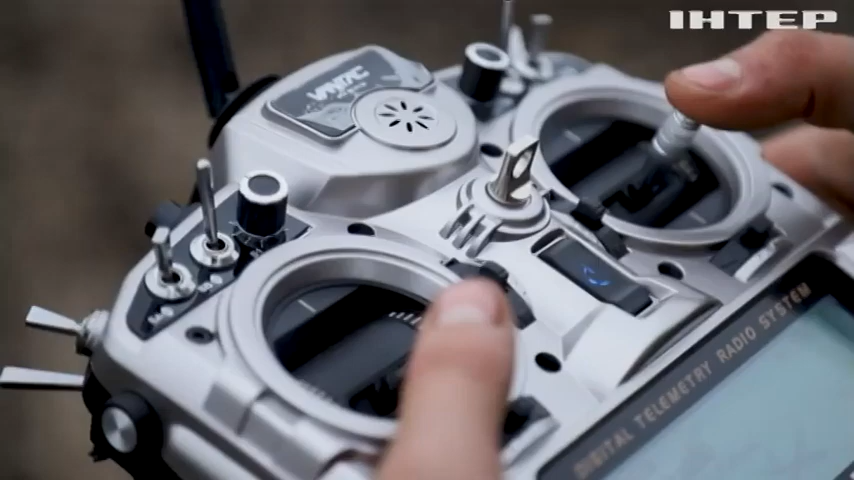 ІНТЕР
DIGITAL TELEMETRY RADIO SYSTEM